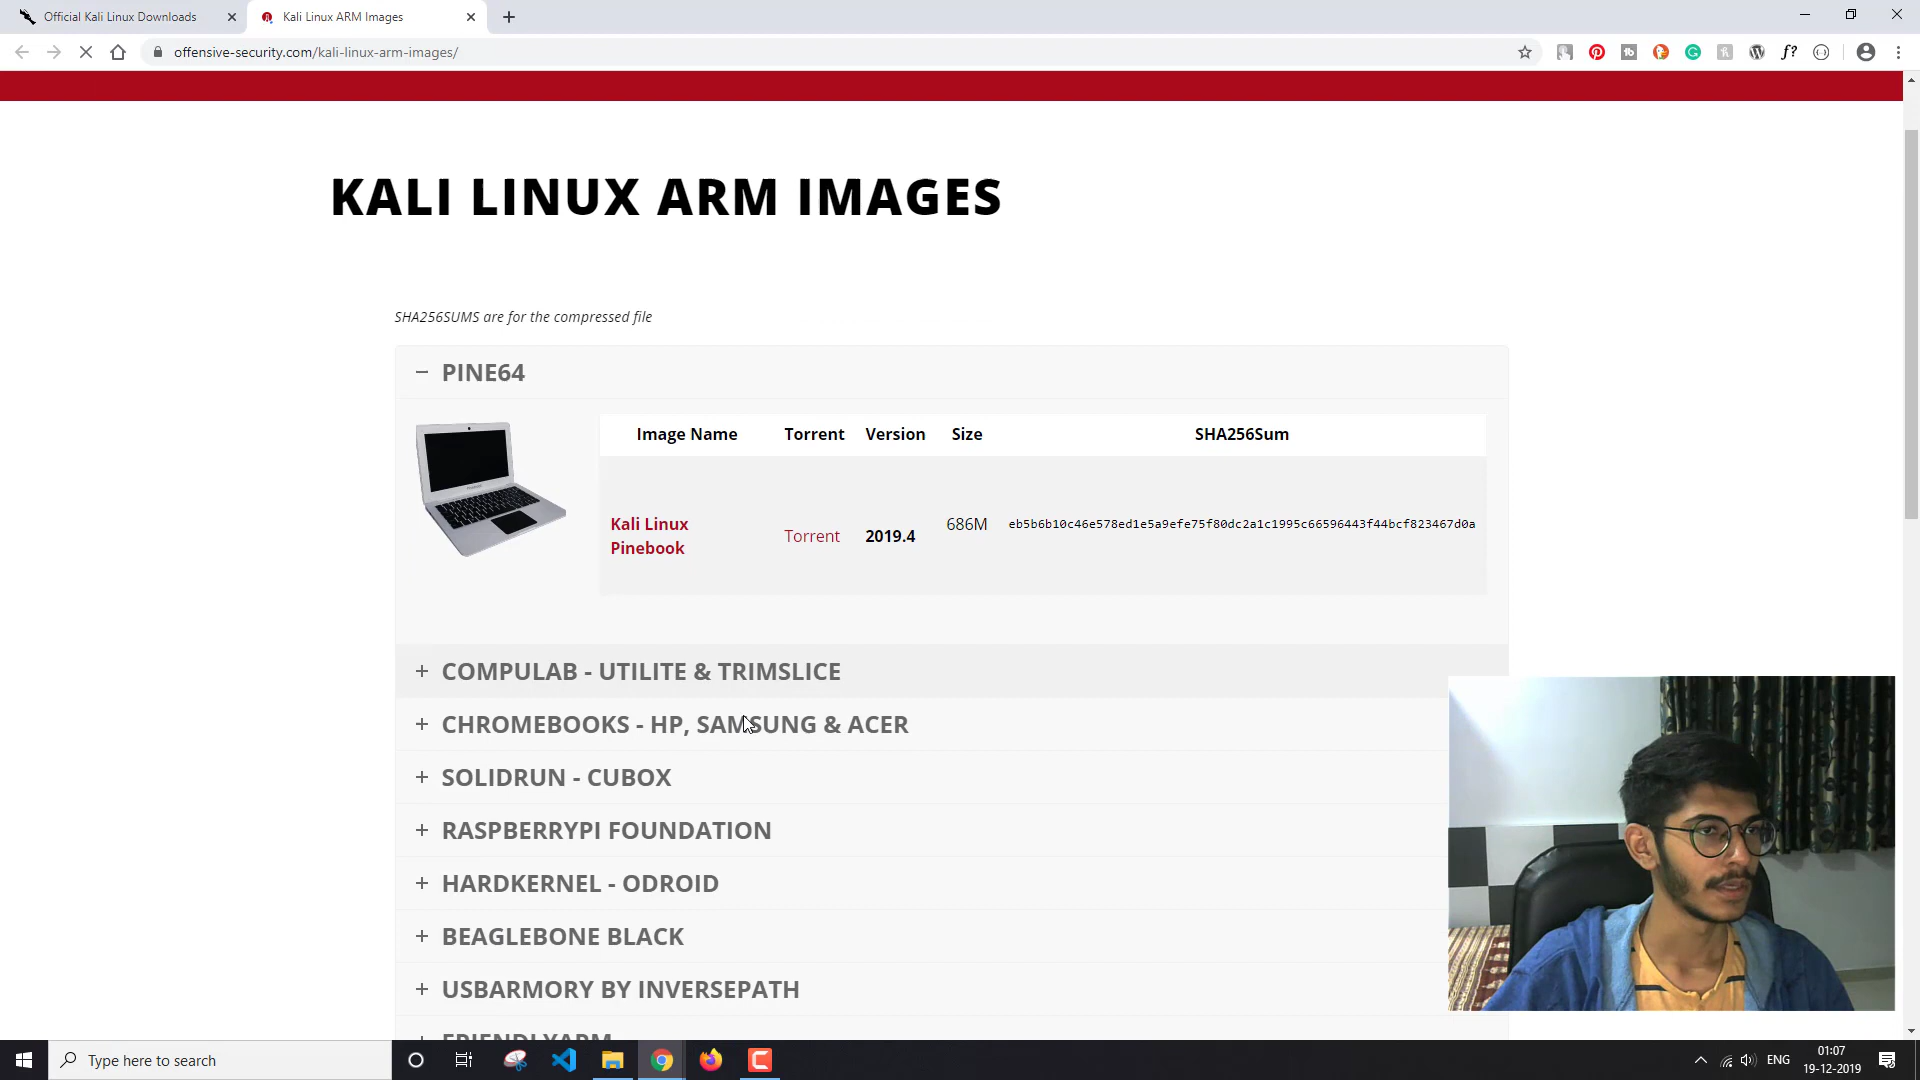 Official Kali Linux Downloads
Kali Linux ARM Images
offensive-security.com/kali-linux-arm-images/
KALI LINUX ARM IMAGES
SHA256SUMS are for the compressed file
PINE64
Image Name Torrent Version Size SHA256Sum
Kali Linux
Pinebook
Torrent 2019.4 686M eb5b6b10c46e578ed1e5a9efe75f80dc2a1c1995c66596443f44bcf823467d0a
COMPULAB - UTILITE & TRIMSLICE
CHROMEBOOKS - HP, SAMSUNG & ACER
SOLIDRUN - CUBOX
RASPBERRYPI FOUNDATION
HARDKERNEL - ODROID
BEAGLEBONE BLACK
USBARMORY BY INVERSEPATH
FRIENDLYARM
Type here to search
ENG
01:07
19-12-2019